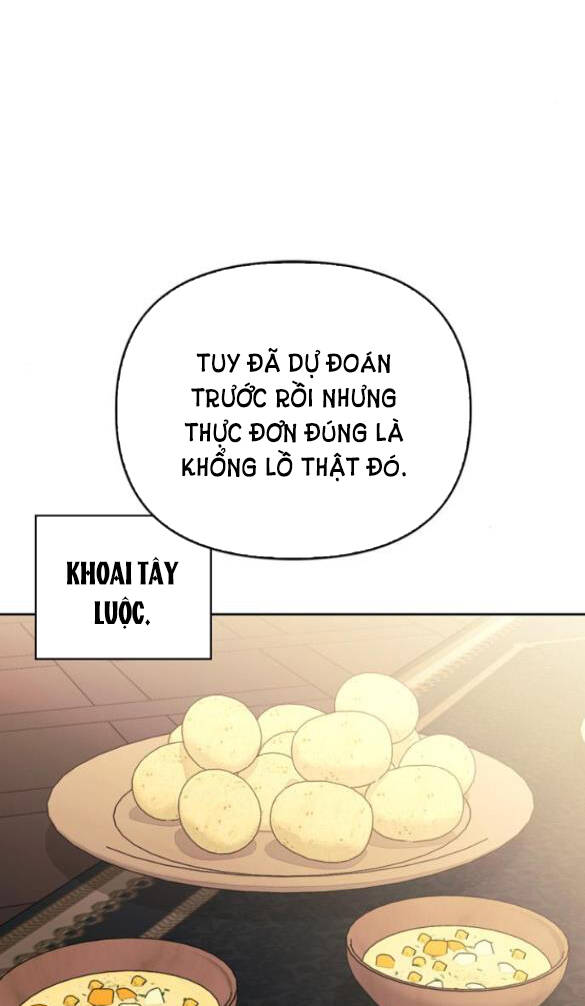 TUY ĐÃ DỰ ĐOÁN
TRƯỚC RỒI NHƯNG
THỰC ĐƠN ĐÚNG LÀ
KHỔNG LỒ THẬT ĐÓ.
KHOAI TÂY
LUỘC.